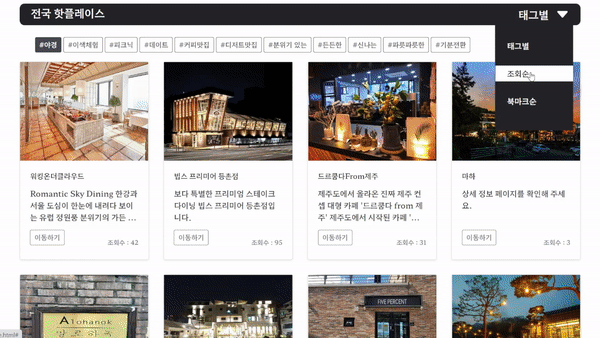 전국 핫플레이스
태그별
#야경 #이색체험 #피크닉 #데이트 #커피맛집 #디저트맛집 #분위기 있는 #든든한 #신나는 #파릇파릇한 #기분전환
태그별
조회순
북마크순
워킹온더클라우드
Romantic Sky Dining 한강과
서울 도심이 한눈에 내려다 보이
는 유럽 정원풍 분위기의 가든 ...
이동하기
조회수 : 42
빕스 프리미어 등촌점
보다 특별한 프리미엄 스테이크
다이닝 빕스 프리미어 등촌점입
니다.
이동하기
조회수 : 95
드르쿰다From제주
제주도에서 올라온 진짜 제주 컨
셉 대형 카페 '드르쿰다 from 제
주' 제주도에서 시작된 카페 '...
이동하기
조회수 : 31
마하
상세 정보 페이지를 확인해 주세
요.
이동하기
조회수 : 3
Alohanok
알로하녹
FIVE PERCENT